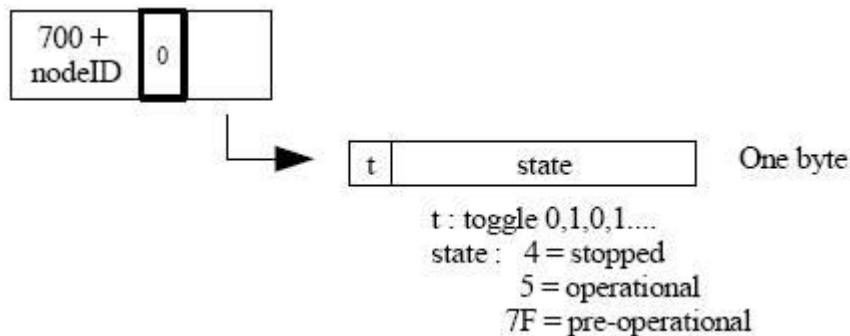 700 +
nodeID
0
t
state
One byte
t : toggle 0,1,0,1....
state : 4 = stopped
5 = operational
7F = pre-operational